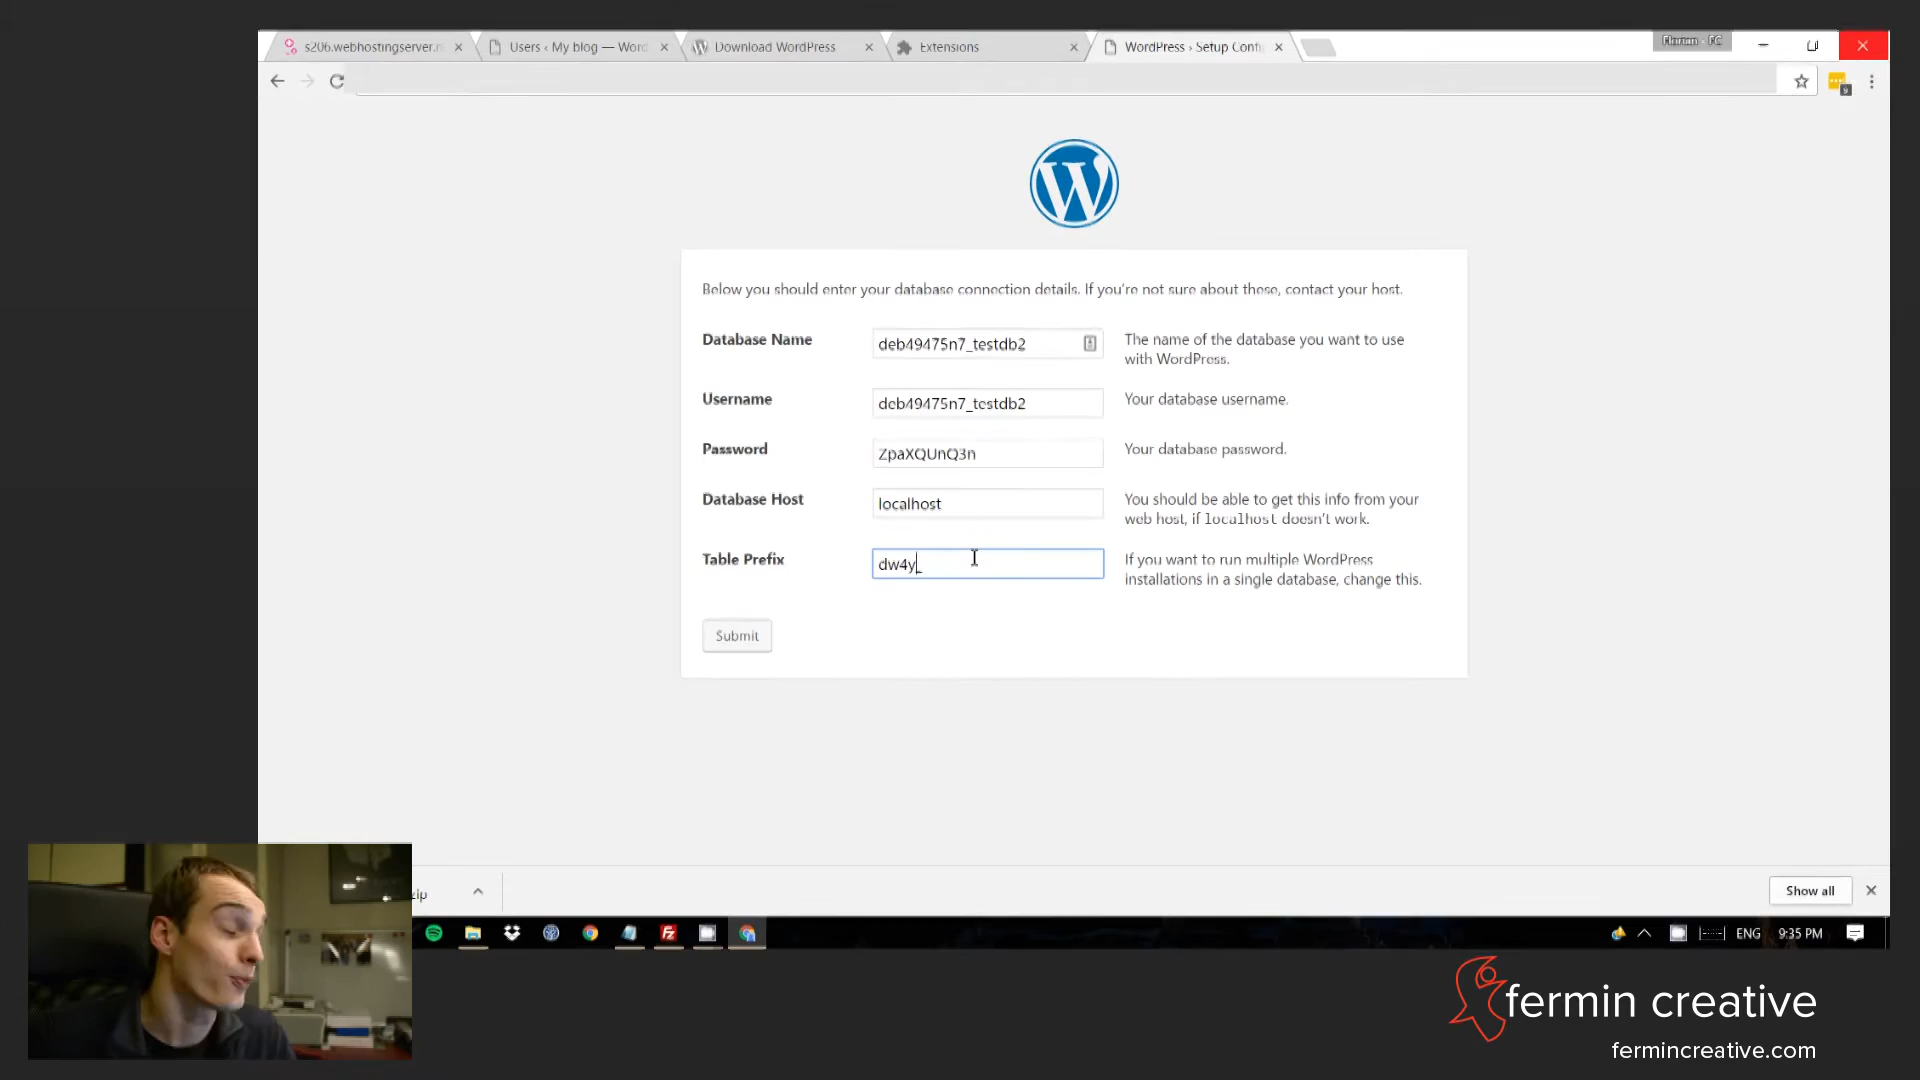 s206.webhostingserver.n
Users ‹ My blog — Word
Download WordPress
Extensions
WordPress › Setup Confi
Florian - FC
9
Below you should enter your database connection details. If you're not sure about these, contact your host.
Database Name
deb49475n7_testdb2
The name of the database you want to use
with WordPress.
Username
deb49475n7_testdb2
Your database username.
Password
ZpaXQUnQ3n
Your database password.
Database Host
localhost
You should be able to get this info from your
web host, if localhost doesn't work.
Table Prefix
dw4y_
If you want to run multiple WordPress
installations in a single database, change this.
Submit
zip
Show all
ENG
9:35 PM
fermin creative
fermincreative.com